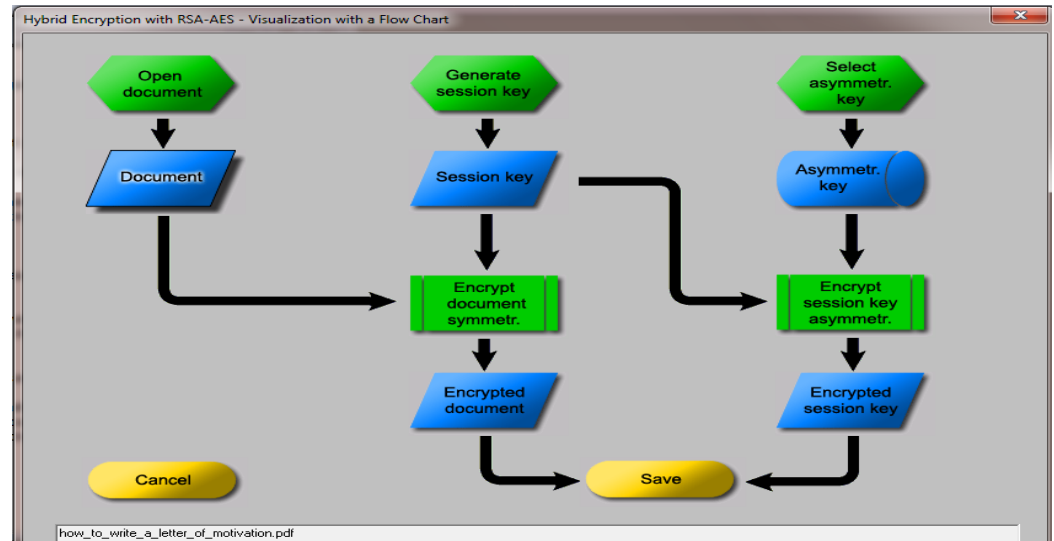 Hybrid Encryption with RSA-AES - Visualization with a Flow Chart
Open
document
Generate
session key
Select
asymmetr.
key
Document
Session key
Asymmetr.
key
Encrypt
document
symmetr.
Encrypt
session key
asymmetr.
Encrypted
document
Encrypted
session key
Cancel
Save
how_to_write_a_letter_of_motivation.pdf